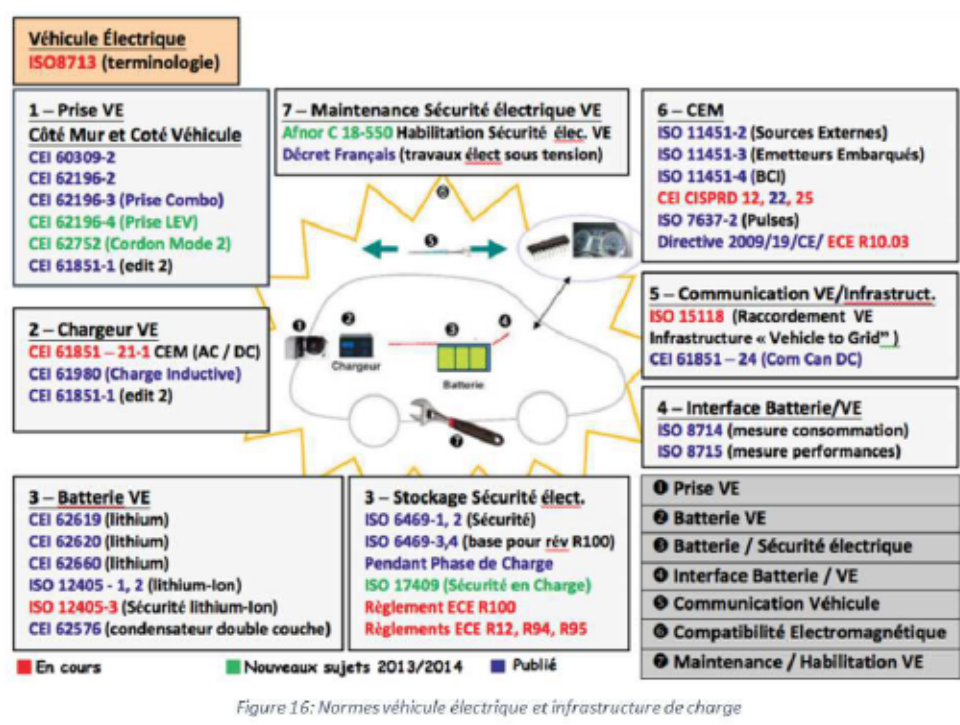 Véhicule Électrique
ISO8713 (terminologie)
1 – Prise VE
Côté Mur et Coté Véhicule
CEI 60309-2
CEI 62196-2
CEI 62196-3 (Prise Combo)
CEI 62196-4 (Prise LEV)
CEI 62752 (Cordon Mode 2)
CEI 61851-1 (edit 2)
7 – Maintenance Sécurité électrique VE
Afnor C 18-550 Habilitation Sécurité élec. VE
Décret Français (travaux élect sous tension)
6 – CEM
ISO 11451-2 (Sources Externes)
ISO 11451-3 (Emetteurs Embarqués)
ISO 11451-4 (BCI)
CEI CISPRD 12, 22, 25
ISO 7637-2 (Pulses)
Directive 2009/19/CE/ ECE R10.03
❻
❺
2 – Chargeur VE
CEI 61851 – 21-1 CEM (AC / DC)
CEI 61980 (Charge Inductive)
CEI 61851-1 (edit 2)
❶
❷
❸
❹
Chargeur
Batterie
❼
5 – Communication VE/Infrastruct.
ISO 15118 (Raccordement VE
Infrastructure « Vehicle to Grid" )
CEI 61851 – 24 (Com Can DC)
4 – Interface Batterie/VE
ISO 8714 (mesure consommation)
ISO 8715 (mesure performances)
3 – Batterie VE
CEI 62619 (lithium)
CEI 62620 (lithium)
CEI 62660 (lithium)
ISO 12405 - 1, 2 (lithium-Ion)
ISO 12405-3 (Sécurité lithium-Ion)
CEI 62576 (condensateur double couche)
3 – Stockage Sécurité élect.
ISO 6469-1, 2 (Sécurité)
ISO 6469-3,4 (base pour rév R100)
Pendant Phase de Charge
ISO 17409 (Sécurité en Charge)
Règlement ECE R100
Règlements ECE R12, R94, R95
❶ Prise VE
❷ Batterie VE
❸ Batterie / Sécurité électrique
❹ Interface Batterie / VE
❺ Communication Véhicule
❻ Compatibilité Electromagnétique
❼ Maintenance / Habilitation VE
En cours
Nouveaux sujets 2013/2014
Publié
Figure 16: Normes véhicule électrique et infrastructure de charge